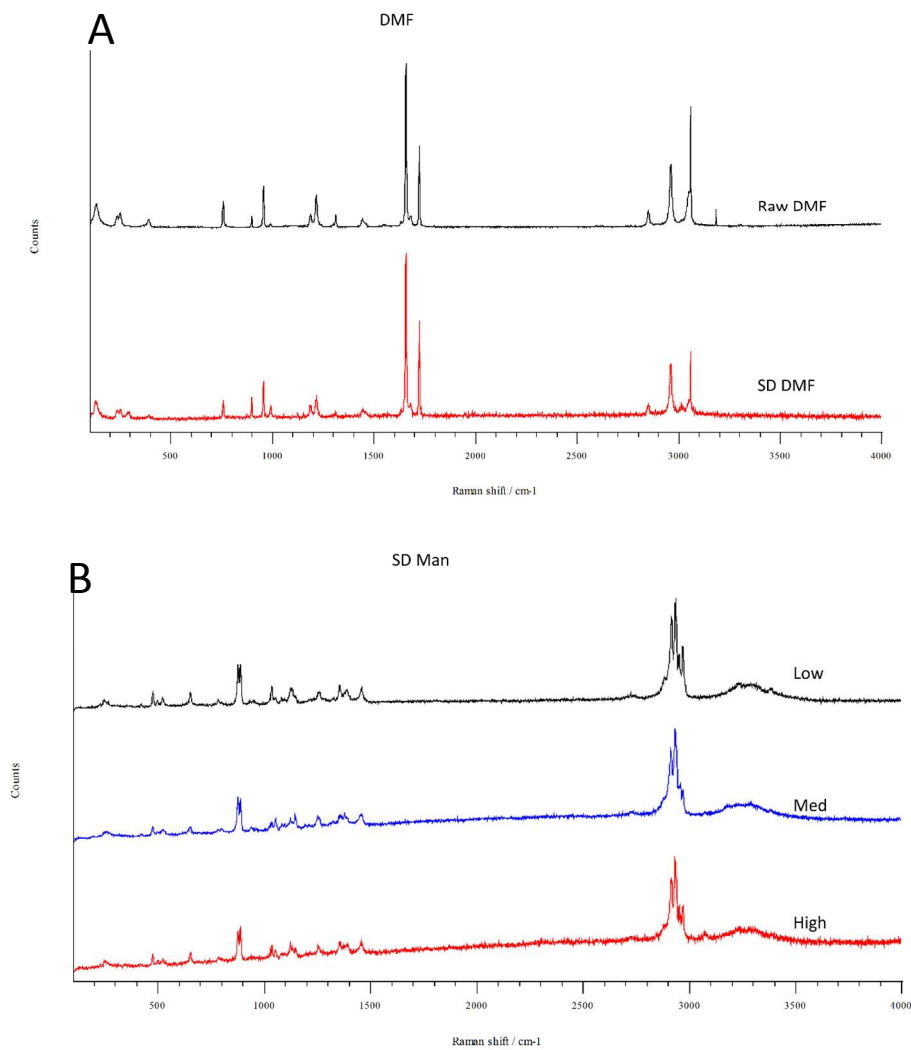 A
DMF
Counts
Raw DMF
SD DMF
500
1000
1500
2000
2500
3000
3500
4000
Raman shift / cm-1
B
SD Man
Counts
Low
Med
High
500
1000
1500
2000
2500
3000
3500
4000
Raman shift / cm-1